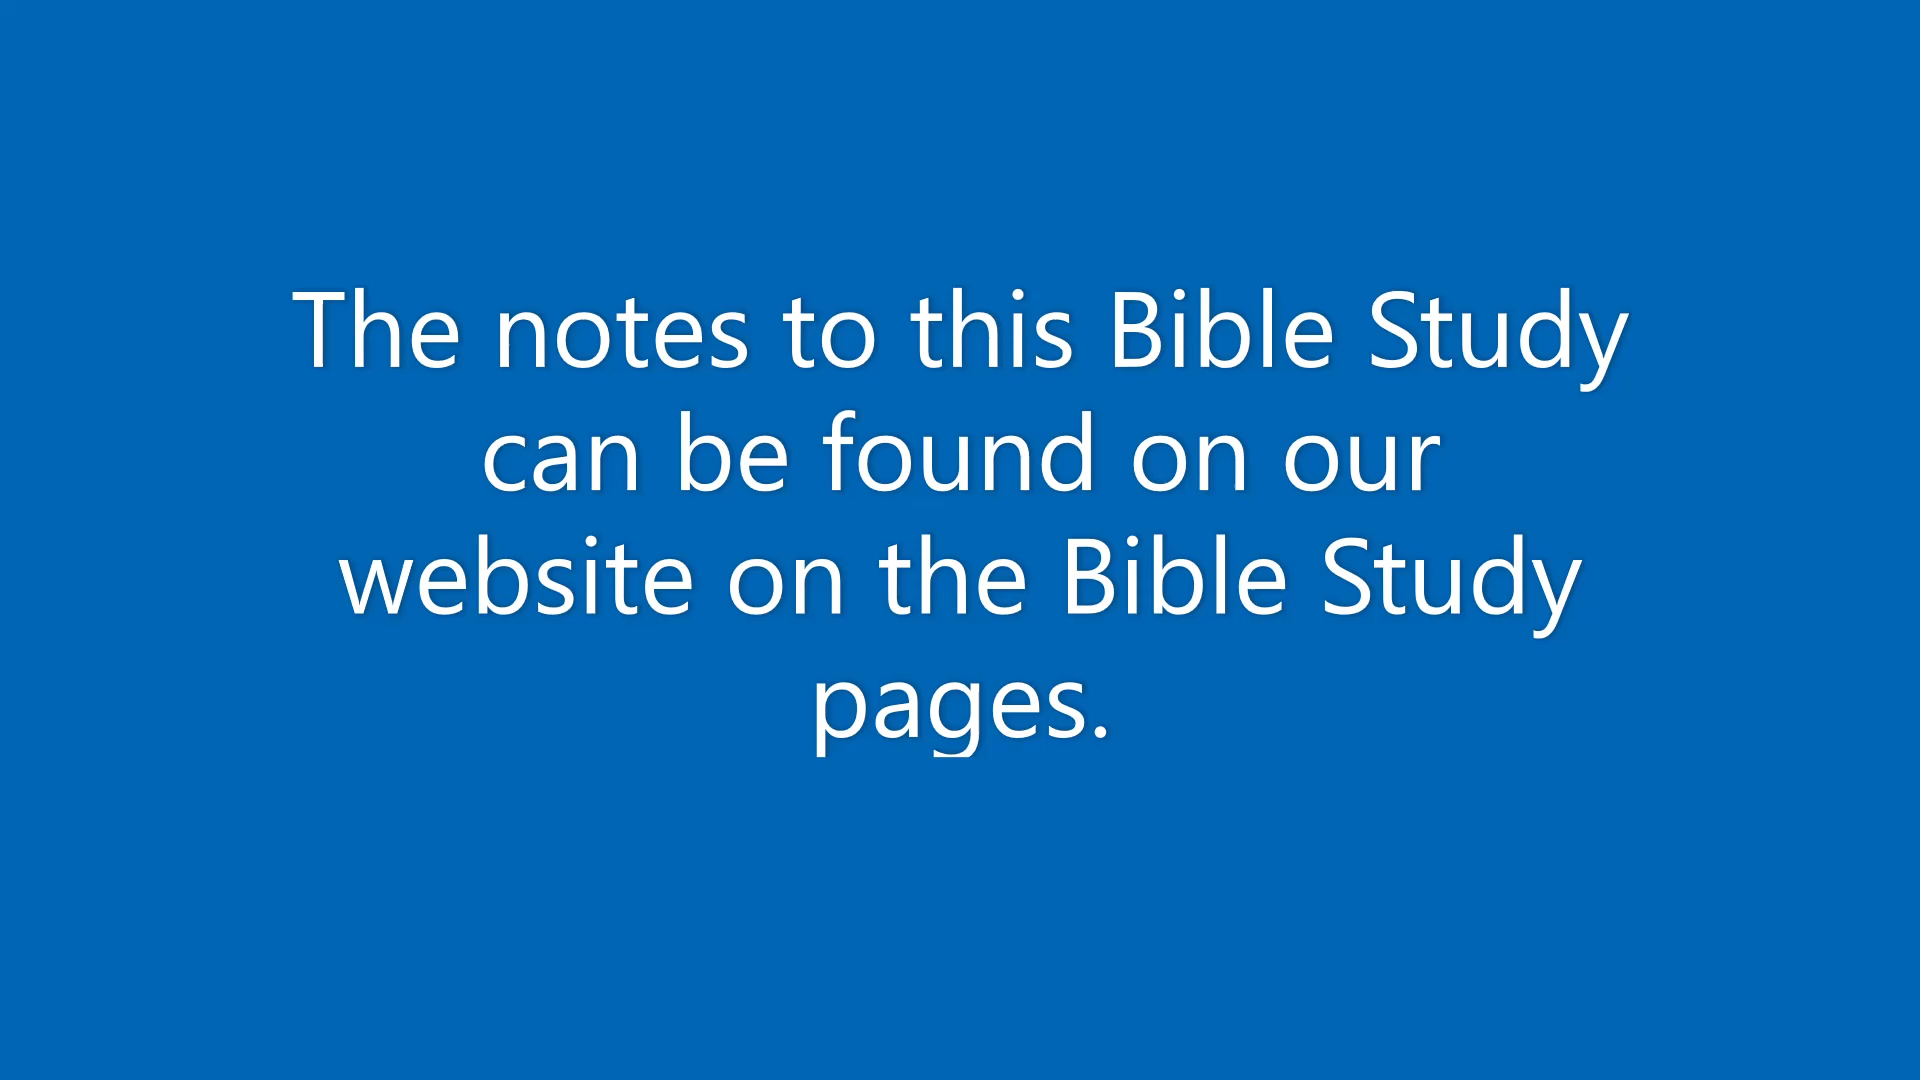 The notes to this Bible Study
can be found on our
website on the Bible Study
pages.